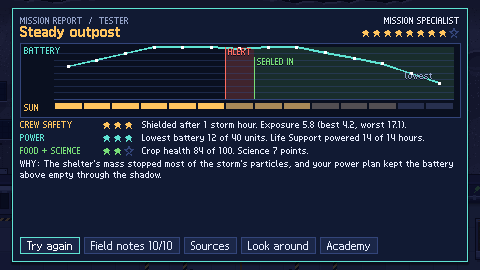 MISSION REPORT / TESTER
MISSION SPECIALIST
Steady outpost
BATTERY
ALERT
SEALED IN
lowest
SUN
CREW SAFETY Shielded after 1 storm hour. Exposure 5.8 (best 4.2, worst 17.1).
POWER Lowest battery 12 of 40 units. Life Support powered 14 of 14 hours.
FOOD + SCIENCE Crop health 84 of 100. Science 7 points.
WHY: The shelter's mass stopped most of the storm's particles, and your power plan kept the battery
above empty through the shadow.
Try again Field notes 10/10 Sources Look around Academy